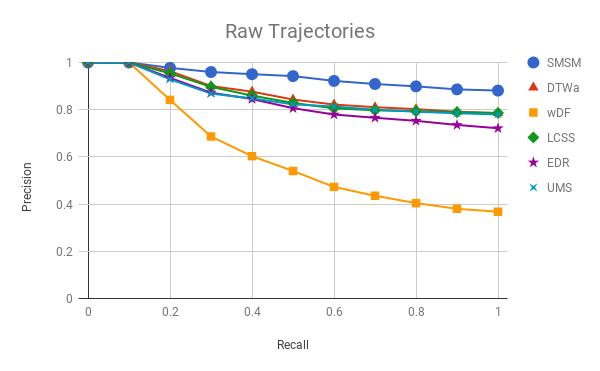 Raw Trajectories
1
0.8
0.6
0.4
0.2
0
0
0.2
0.4
0.6
0.8
1
Precision
Recall
SMSM
DTWa
wDF
LCSS
EDR
UMS